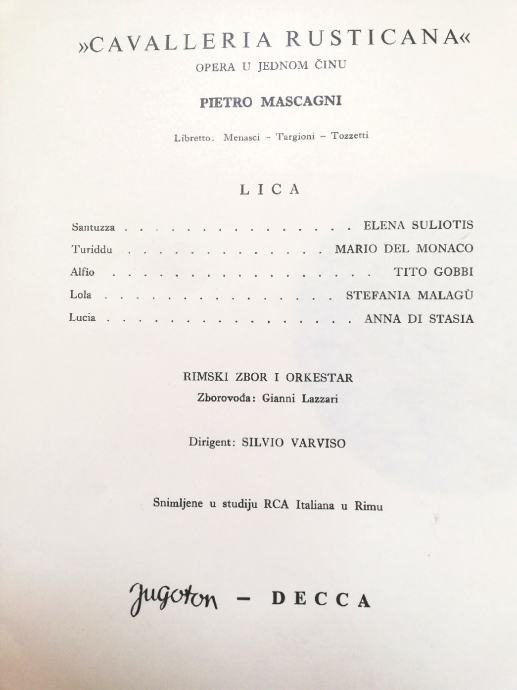 »CAVALLERIA RUSTICANA«
OPERA U JEDNOM ČINU
PIETRO MASCAGNI
Libretto: Menasci – Targioni – Tozzetti
LICA
Santuzza . . . . . . . . . . . . . . . ELENA SULIOTIS
Turiddu . . . . . . . . . . . . . MARIO DEL MONACO
Alfio . . . . . . . . . . . . . . . . . TITO GOBBI
Lola . . . . . . . . . . . . . . . STEFANIA MALAGÙ
Lucia . . . . . . . . . . . . . . . . ANNA DI STASIA
RIMSKI ZBOR I ORKESTAR
Zborovođa: Gianni Lazzari
Dirigent: SILVIO VARVISO
Snimljene u studiju RCA Italiana u Rimu
Jugoton – DECCA